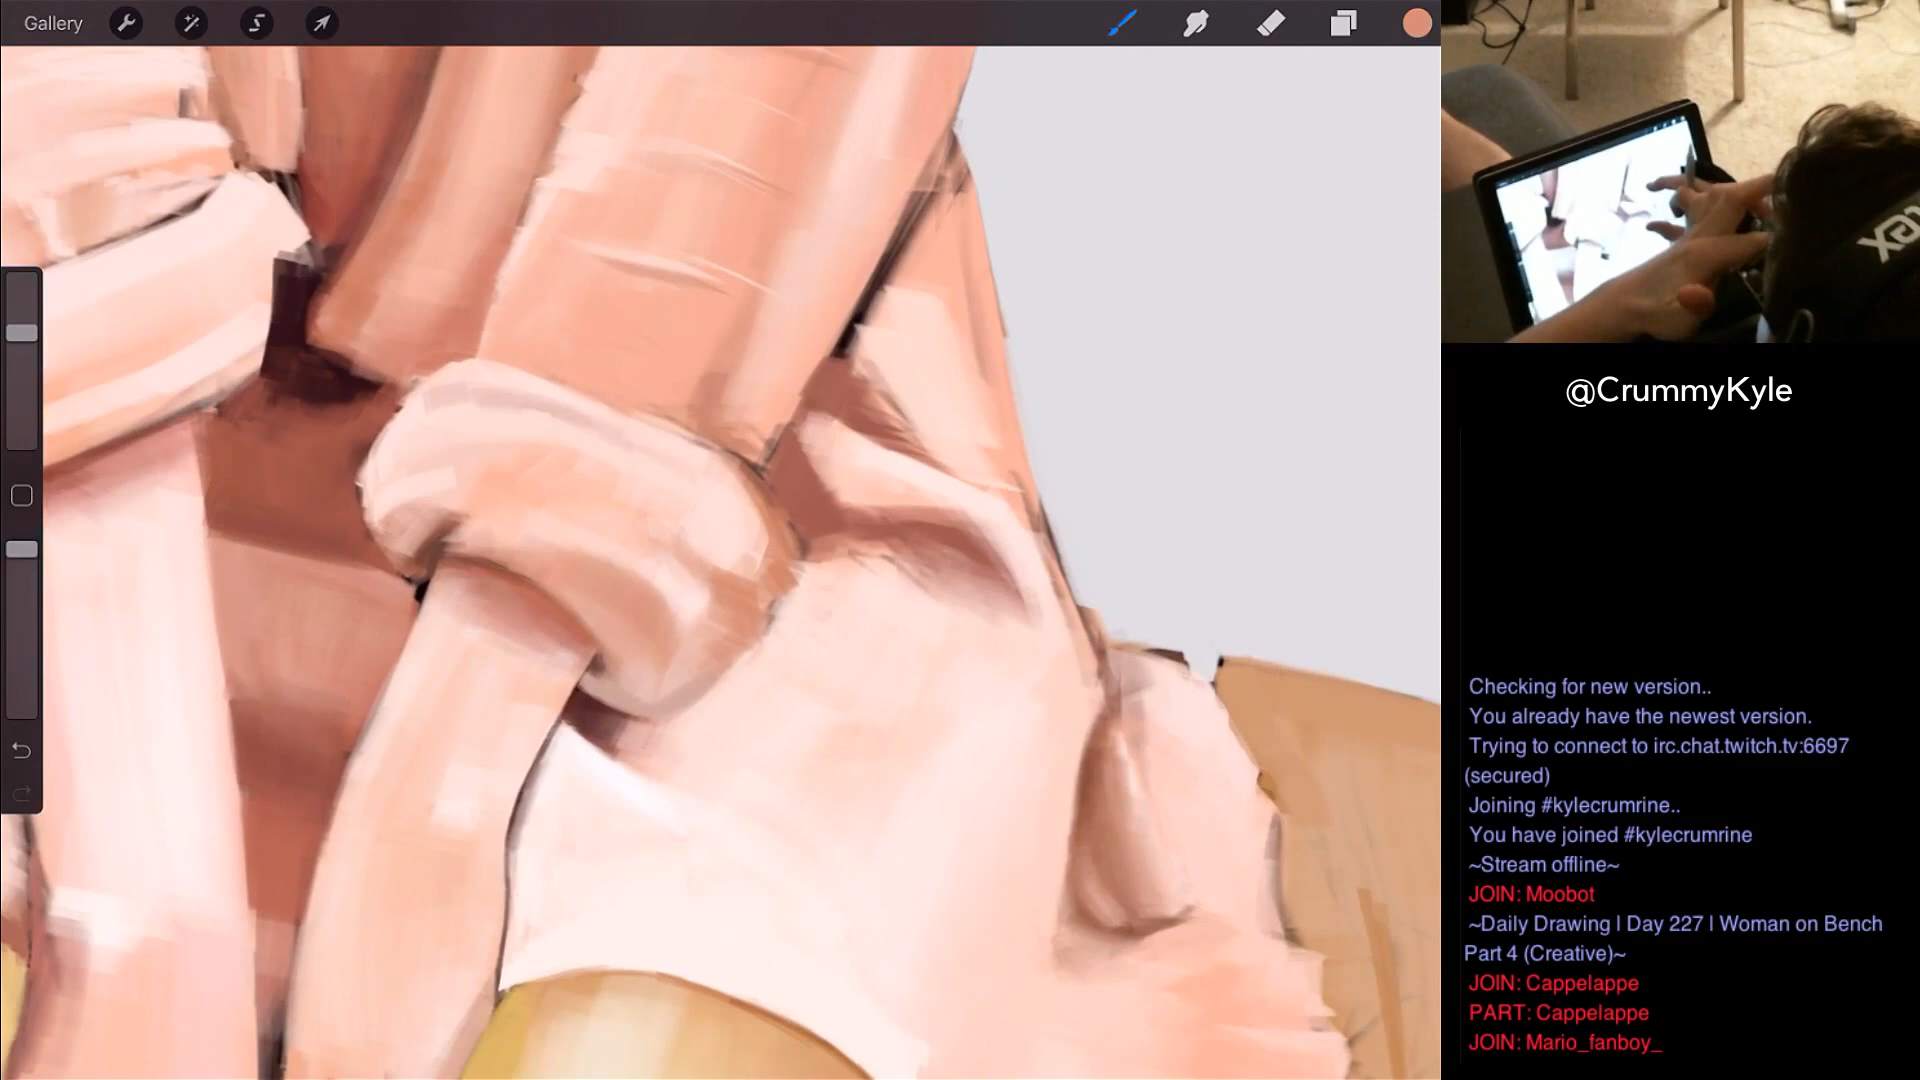 Gallery
@CrummyKyle
Checking for new version..
You already have the newest version.
Trying to connect to irc.chat.twitch.tv:6697
(secured)
Joining #kylecrumrine..
You have joined #kylecrumrine
~Stream offline~
JOIN: Moobot
~Daily Drawing | Day 227 | Woman on Bench
Part 4 (Creative)~
JOIN: Cappelappe
PART: Cappelappe
JOIN: Mario_fanboy_